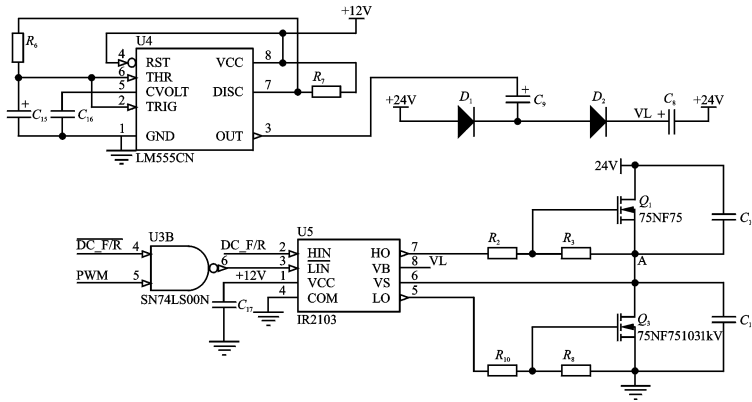 +12V
U4
R6
4 RST VCC 8
6 THR
5 CVOLT DISC 7
R7
2 TRIG
C15 C16
1 GND OUT 3
LM555CN
+
+24V D1 + C9 D2 VL + C8 +24V
24V
Q1
75NF75
U3B
U5
DC_F/R 4
DC_F/R 2 HIN HO 7
R2 R3
A
6 3 LIN VB 8 VL
PWM 5
+12V 1 VCC VS 6
SN74LS00N
4 COM LO 5
C17
IR2103
Q3
75NF751031kV
R10 R8